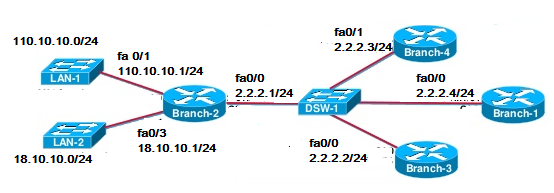 110.10.10.0/24
LAN-1
fa 0/1
110.10.10.1/24
Branch-2
LAN-2
18.10.10.0/24
fa0/3
18.10.10.1/24
fa0/0
2.2.2.1/24
DSW-1
fa0/1
2.2.2.3/24
Branch-4
fa0/0
2.2.2.4/24
Branch-1
fa0/0
2.2.2.2/24
Branch-3